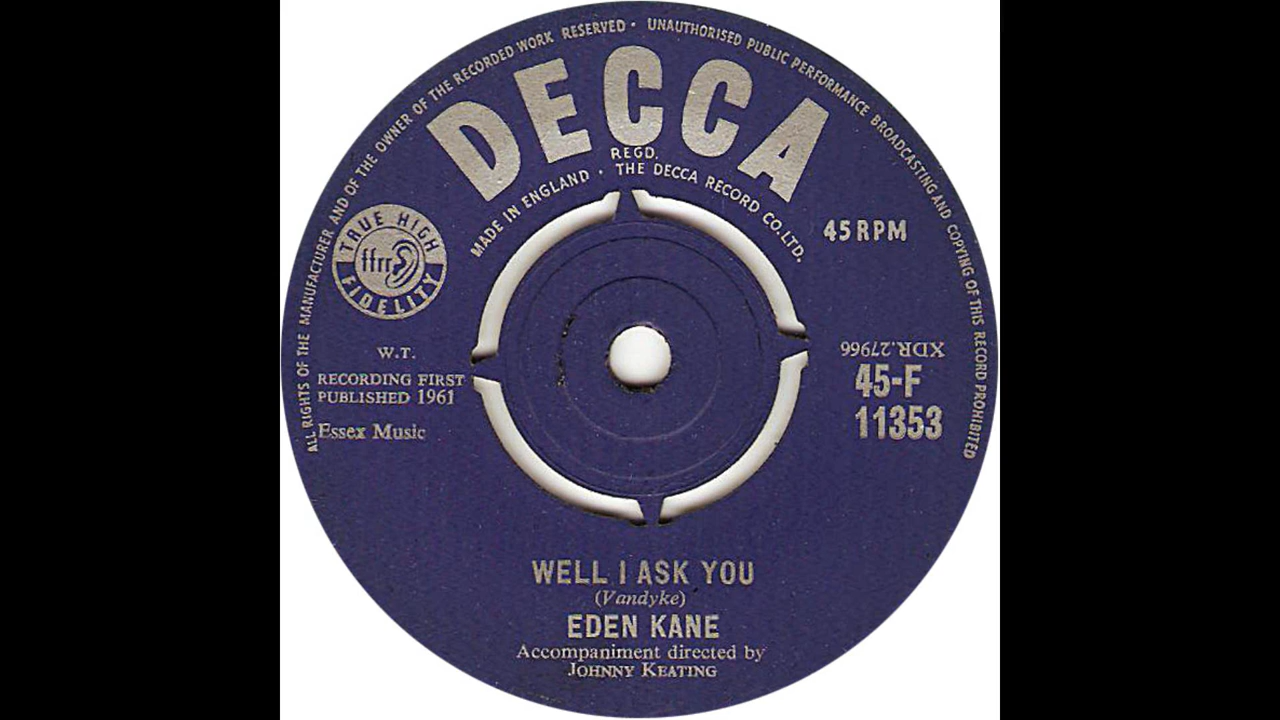 ALL RIGHTS OF THE MANUFACTURER AND OF THE OWNER OF THE RECORDED WORK RESERVED • UNAUTHORISED PUBLIC PERFORMANCE BROADCASTING AND COPYING OF THIS RECORD PROHIBITED
DECCA
REGD.
MADE IN ENGLAND • THE DECCA RECORD CO. LTD.
TRUE HIGH
ffrr
FIDELITY
45 RPM
W.T.
RECORDING FIRST
PUBLISHED 1961
Essex Music
XDR.27966
45-F
11353
WELL I ASK YOU
(Vandyke)
EDEN KANE
Accompaniment directed by
JOHNNY KEATING